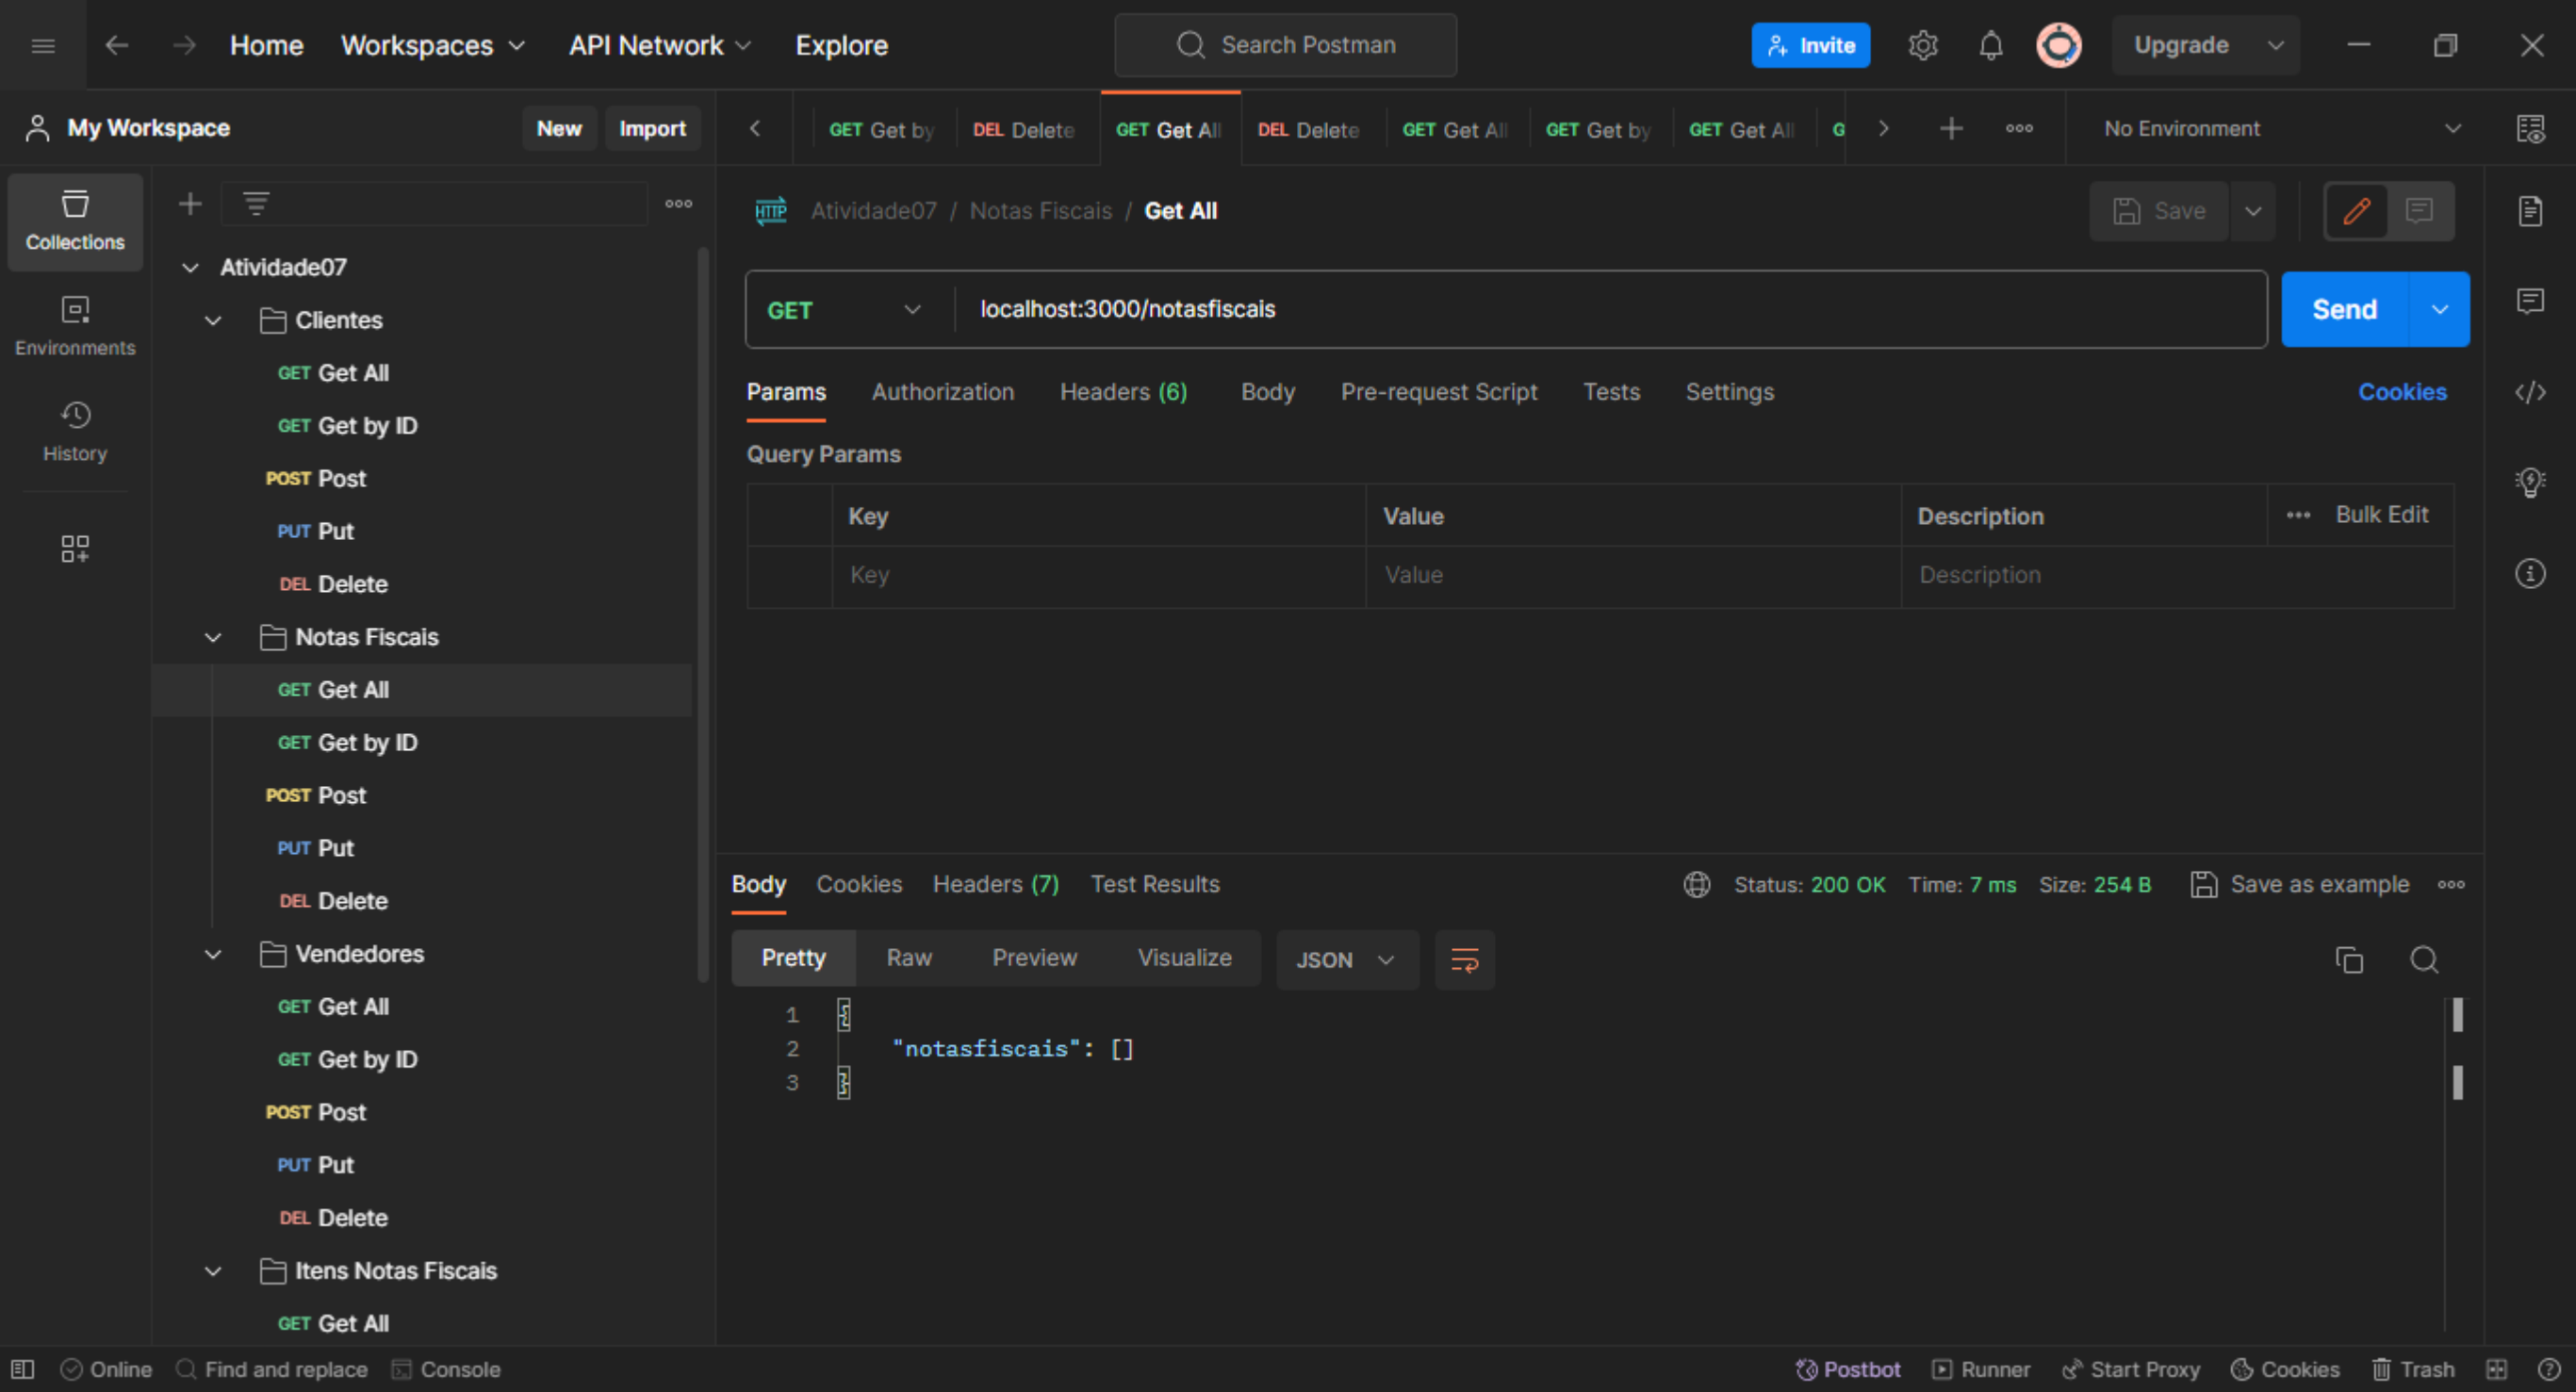 Home Workspaces API Network Explore Search Postman Invite Upgrade
My Workspace New Import
GET Get by DEL Delete GET Get All DEL Delete GET Get All GET Get by GET Get All G No Environment
Collections
Environments
History
Atividade07
Clientes
GET Get All
GET Get by ID
POST Post
PUT Put
DEL Delete
Notas Fiscais
GET Get All
GET Get by ID
POST Post
PUT Put
DEL Delete
Vendedores
GET Get All
GET Get by ID
POST Post
PUT Put
DEL Delete
Itens Notas Fiscais
GET Get All
HTTP Atividade07 / Notas Fiscais / Get All Save
GET localhost:3000/notasfiscais Send
Params Authorization Headers (6) Body Pre-request Script Tests Settings Cookies
Query Params
Key Value Description Bulk Edit
Key Value Description
Body Cookies Headers (7) Test Results Status: 200 OK Time: 7 ms Size: 254 B Save as example
Pretty Raw Preview Visualize JSON
1 {
2 "notasfiscais": []
3 }
Online Find and replace Console Postbot Runner Start Proxy Cookies Trash